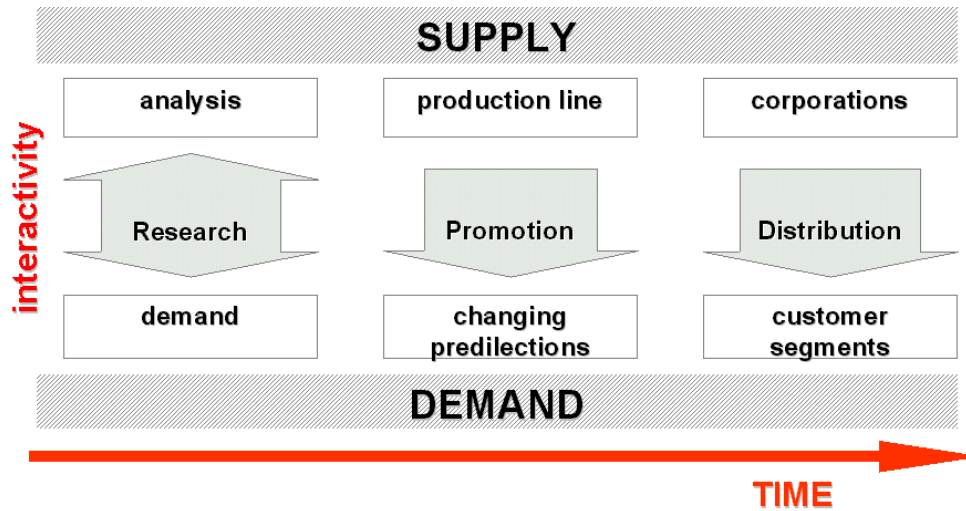 SUPPLY
analysis
production line
corporations
interactivity
Research
Promotion
Distribution
demand
changing
predilections
customer
segments
DEMAND
TIME